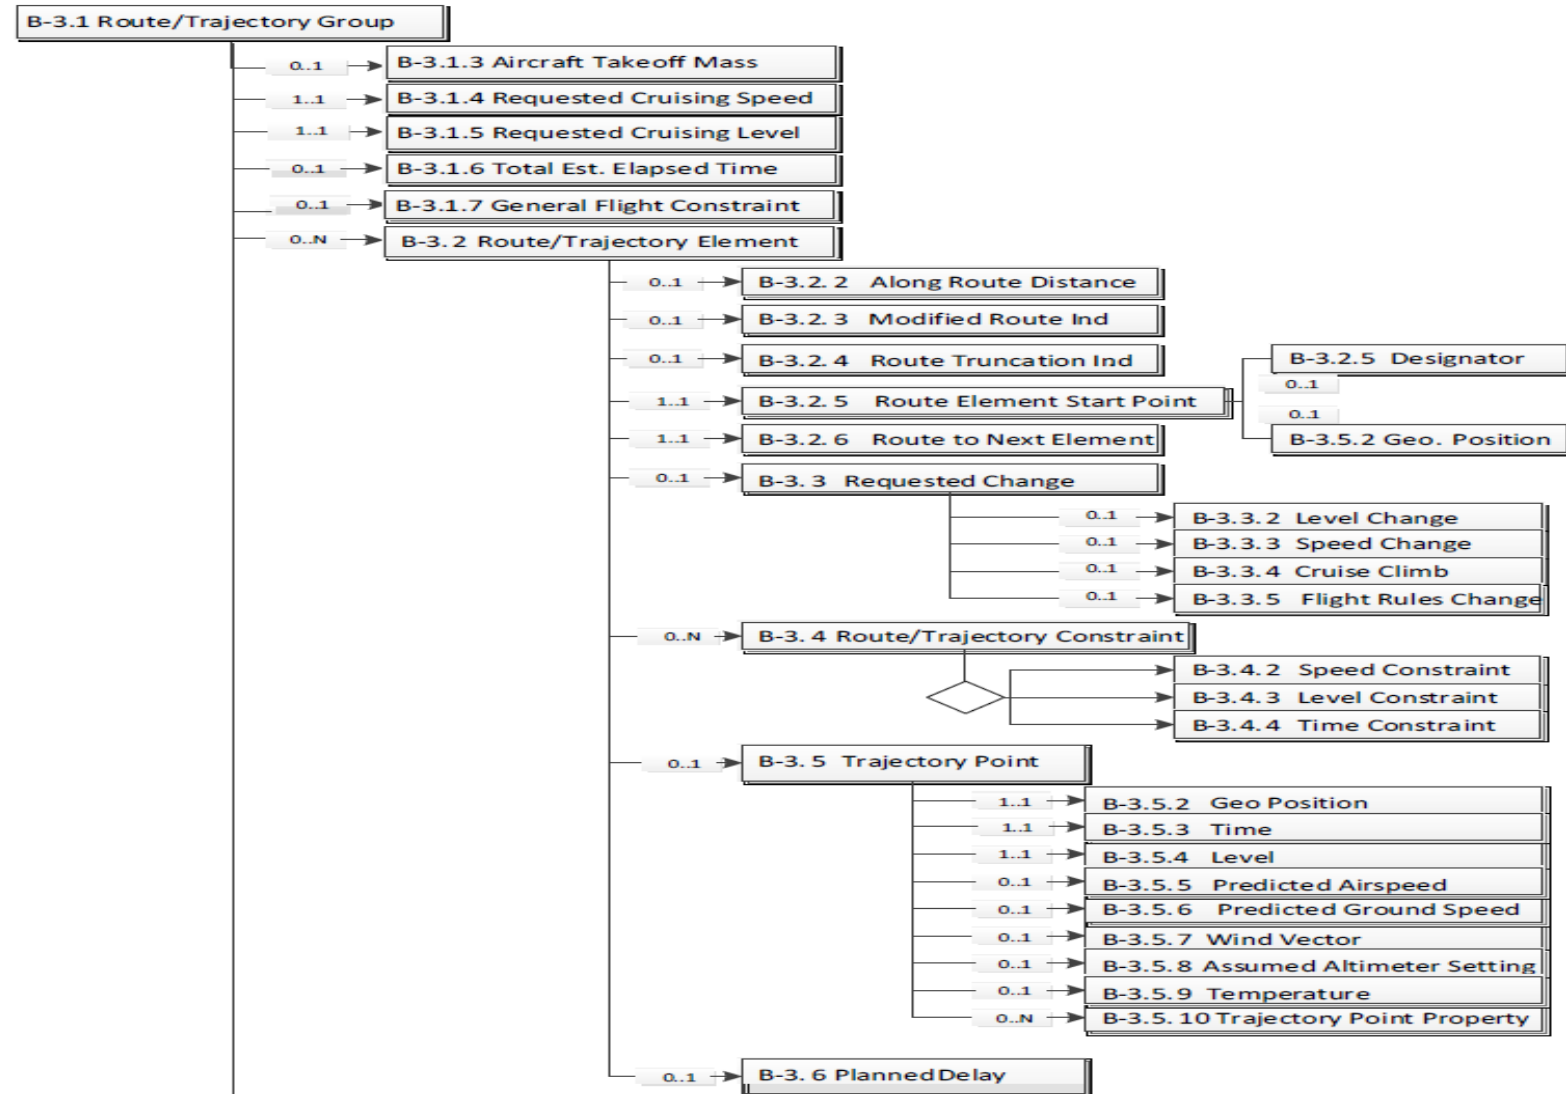 B-3.1 Route/Trajectory Group
0..1 B-3.1.3 Aircraft Takeoff Mass
1..1 B-3.1.4 Requested Cruising Speed
1..1 B-3.1.5 Requested Cruising Level
0..1 B-3.1.6 Total Est. Elapsed Time
0..1 B-3.1.7 General Flight Constraint
0..N B-3.2 Route/Trajectory Element
0..1 B-3.2.2 Along Route Distance
0..1 B-3.2.3 Modified Route Ind
0..1 B-3.2.4 Route Truncation Ind
B-3.2.5 Designator
0..1
1..1 B-3.2.5 Route Element Start Point
0..1
B-3.5.2 Geo. Position
1..1 B-3.2.6 Route to Next Element
0..1 B-3.3 Requested Change
0..1 B-3.3.2 Level Change
0..1 B-3.3.3 Speed Change
0..1 B-3.3.4 Cruise Climb
0..1 B-3.3.5 Flight Rules Change
0..N B-3.4 Route/Trajectory Constraint
B-3.4.2 Speed Constraint
B-3.4.3 Level Constraint
B-3.4.4 Time Constraint
0..1 B-3.5 Trajectory Point
1..1 B-3.5.2 Geo Position
1..1 B-3.5.3 Time
1..1 B-3.5.4 Level
0..1 B-3.5.5 Predicted Airspeed
0..1 B-3.5.6 Predicted Ground Speed
0..1 B-3.5.7 Wind Vector
0..1 B-3.5.8 Assumed Altimeter Setting
0..1 B-3.5.9 Temperature
0..N B-3.5.10 Trajectory Point Property
0..1 B-3.6 PlannedDelay